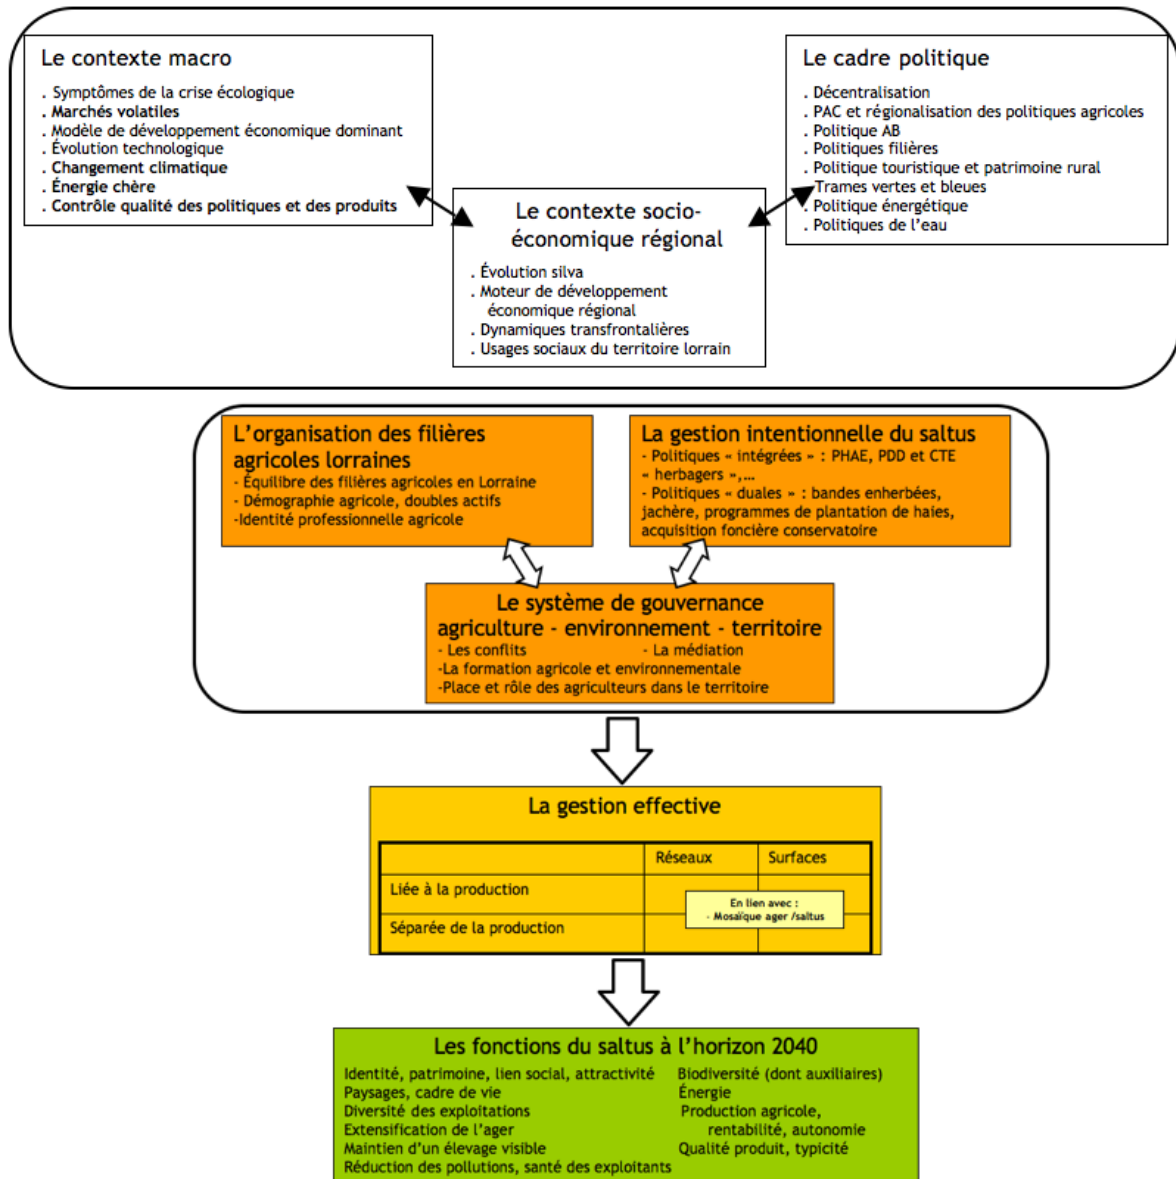 Le contexte macro
. Symptômes de la crise écologique
. Marchés volatiles
. Modèle de développement économique dominant
. Évolution technologique
. Changement climatique
. Énergie chère
. Contrôle qualité des politiques et des produits
Le cadre politique
. Décentralisation
. PAC et régionalisation des politiques agricoles
. Politique AB
. Politiques filières
. Politique touristique et patrimoine rural
. Trames vertes et bleues
. Politique énergétique
. Politiques de l'eau
Le contexte socio-
économique régional
. Évolution silva
. Moteur de développement
économique régional
. Dynamiques transfrontalières
. Usages sociaux du territoire lorrain
L'organisation des filières
agricoles lorraines
- Équilibre des filières agricoles en Lorraine
- Démographie agricole, doubles actifs
-Identité professionnelle agricole
La gestion intentionnelle du saltus
- Politiques « intégrées » : PHAE, PDD et CTE
« herbagers »,...
- Politiques « duales » : bandes enherbées,
jachère, programmes de plantation de haies,
acquisition foncière conservatoire
Le système de gouvernance
agriculture - environnement - territoire
- Les conflits - La médiation
-La formation agricole et environnementale
-Place et rôle des agriculteurs dans le territoire
La gestion effective
Réseaux Surfaces
Liée à la production
En lien avec :
- Mosaïque ager /saltus
Séparée de la production
Les fonctions du saltus à l'horizon 2040
Identité, patrimoine, lien social, attractivité
Paysages, cadre de vie
Diversité des exploitations
Extensification de l'ager
Maintien d'un élevage visible
Réduction des pollutions, santé des exploitants
Biodiversité (dont auxiliaires)
Énergie
Production agricole,
rentabilité, autonomie
Qualité produit, typicité